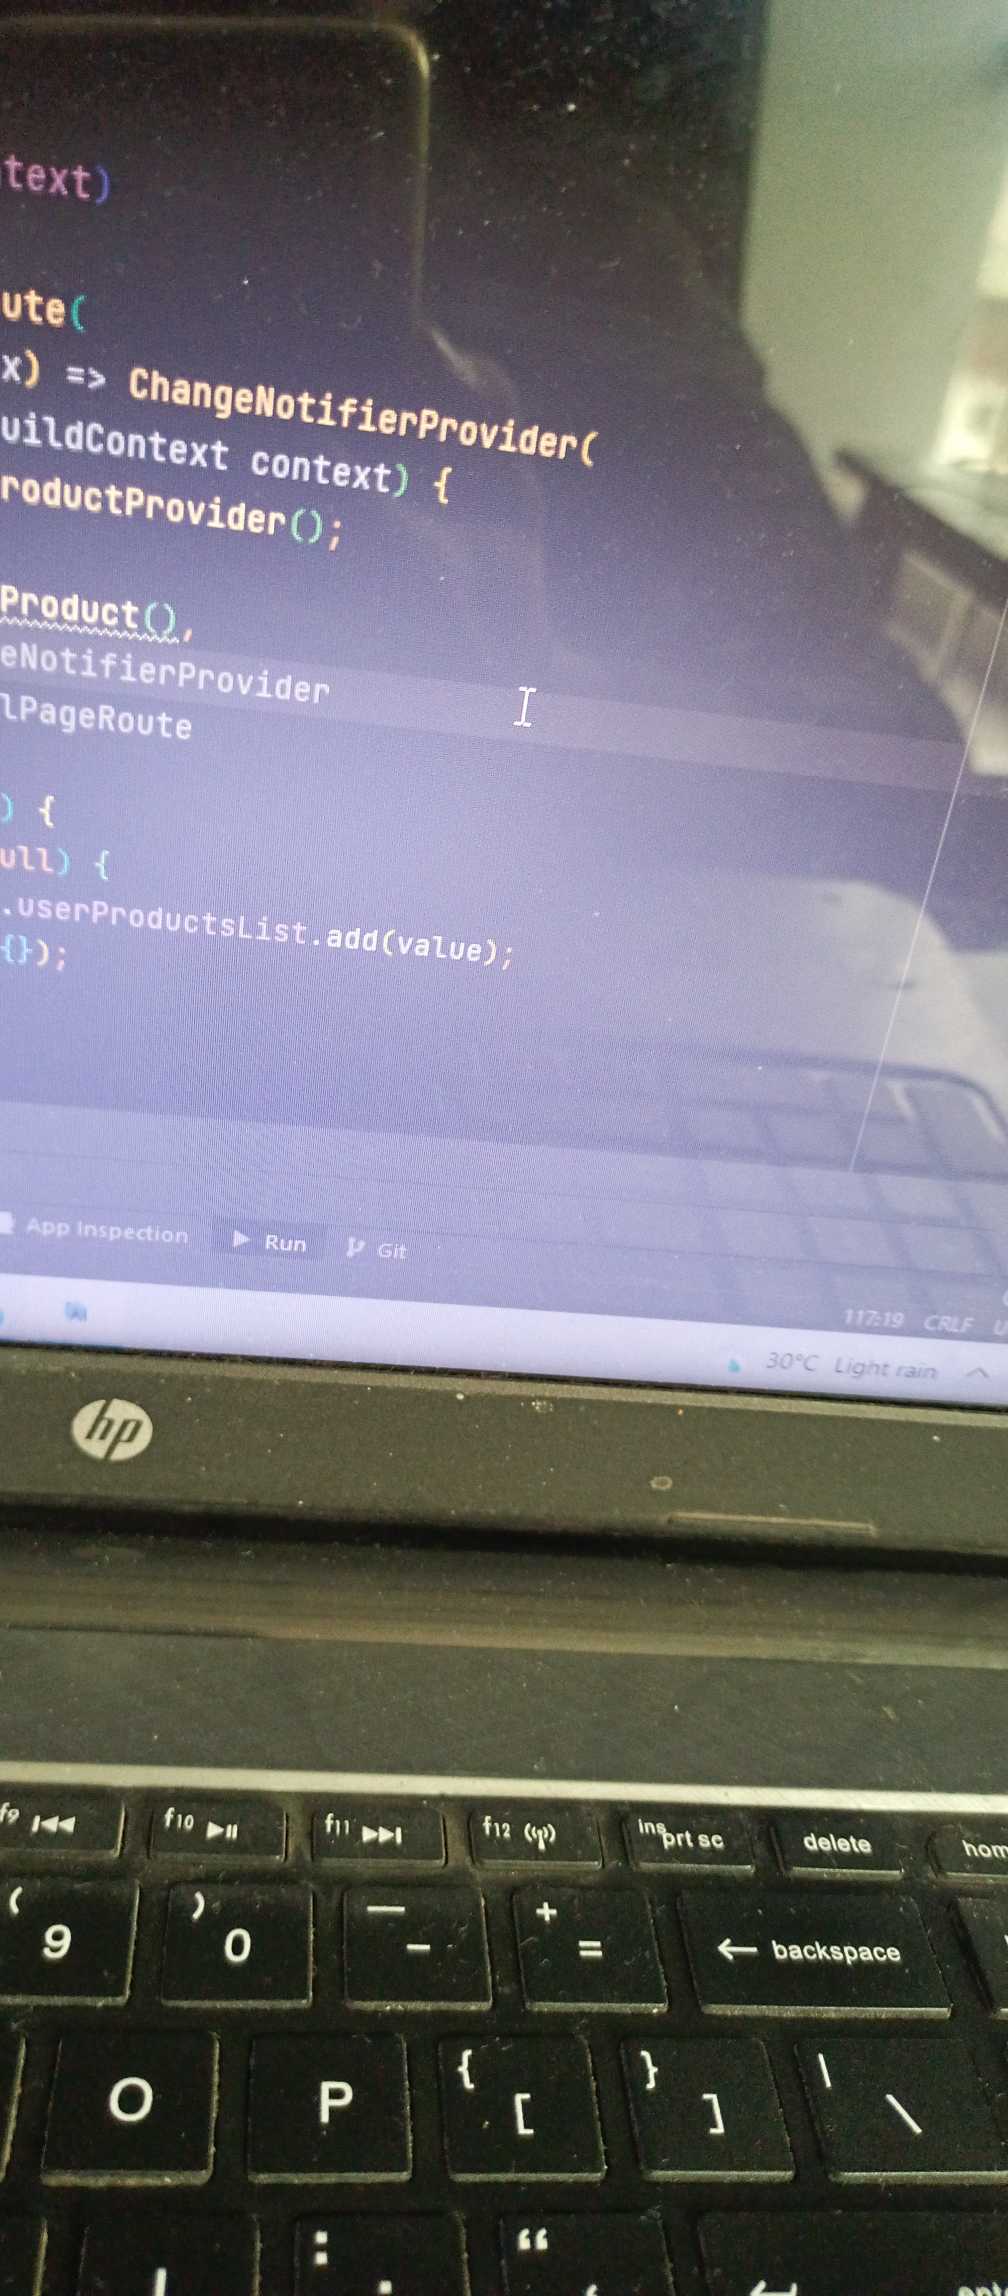 text)
ute(
x) => ChangeNotifierProvider(
uildContext context) {
roductProvider();
Product(),
eNotifierProvider
lPageRoute
) {
ull) {
.userProductsList.add(value);
{});
App Inspection Run Git
117:19 CRLF U
30°C Light rain
hp
f9 f10 f11 f12 ins prt sc delete hom
( 9 ) 0 — - + = ← backspace
O P { [ } ] | \
: “